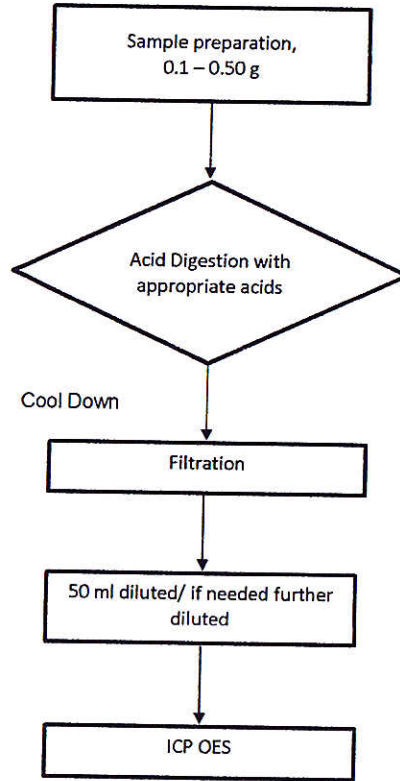 Sample preparation,
0.1 – 0.50 g
Acid Digestion with
appropriate acids
Cool Down
Filtration
50 ml diluted/ if needed further
diluted
ICP OES